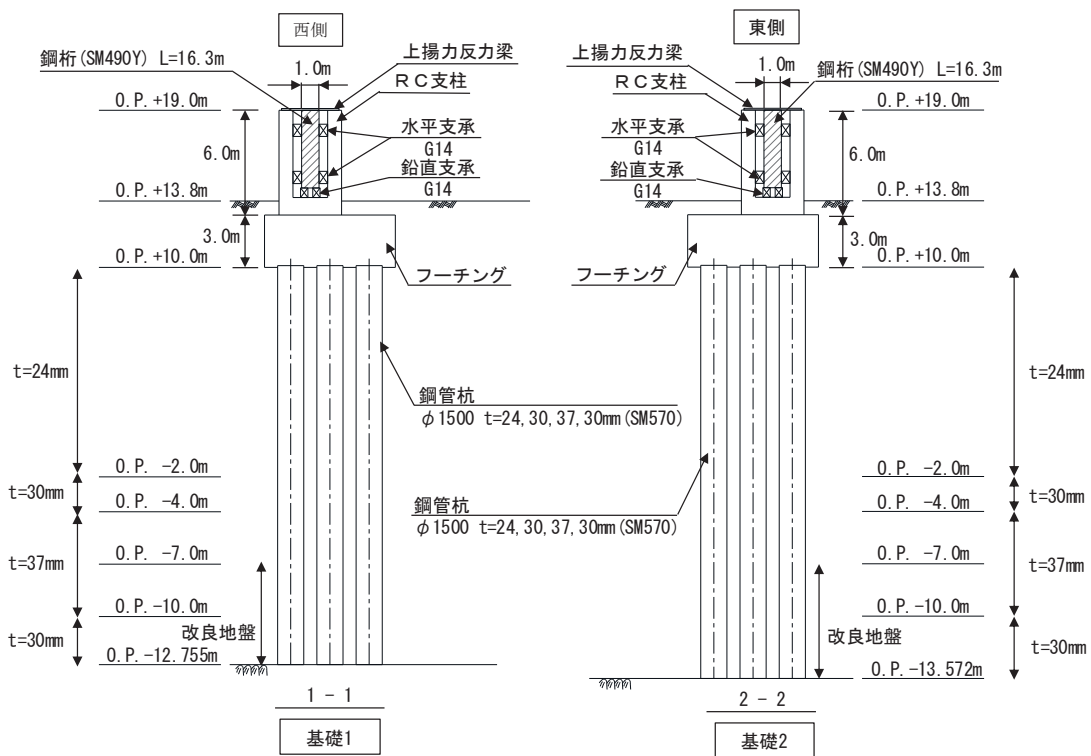 西側
鋼桁(SM490Y) L=16.3m
1.0m
上揚力反力梁
RC支柱
O.P.+19.0m
水平支承
G14
6.0m
鉛直支承
G14
O.P.+13.8m
3.0m
O.P.+10.0m
フーチング
t=24mm
鋼管杭
φ1500 t=24,30,37,30mm(SM570)
O.P. -2.0m
t=30mm
O.P. -4.0m
t=37mm
O.P. -7.0m
O.P.-10.0m
改良地盤
t=30mm
O.P.-12.755m
1 - 1
基礎1
東側
上揚力反力梁
1.0m
鋼桁(SM490Y) L=16.3m
RC支柱
O.P.+19.0m
水平支承
G14
6.0m
鉛直支承
G14
O.P.+13.8m
3.0m
O.P.+10.0m
フーチング
t=24mm
鋼管杭
φ1500 t=24,30,37,30mm(SM570)
O.P. -2.0m
t=30mm
O.P. -4.0m
t=37mm
O.P. -7.0m
O.P.-10.0m
改良地盤
t=30mm
O.P.-13.572m
2 - 2
基礎2